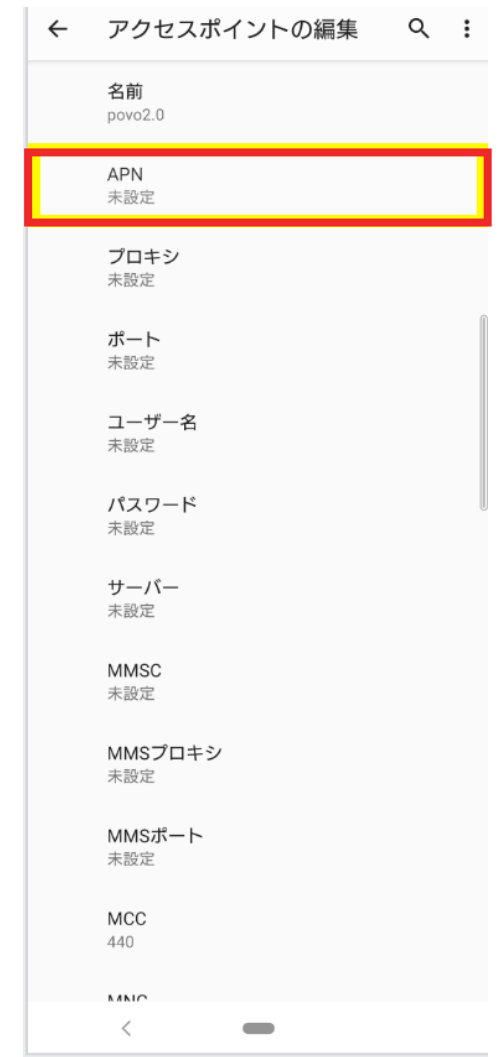 アクセスポイントの編集
名前
povo2.0
APN
未設定
プロキシ
未設定
ポート
未設定
ユーザー名
未設定
パスワード
未設定
サーバー
未設定
MMSC
未設定
MMSプロキシ
未設定
MMSポート
未設定
MCC
440
MNC